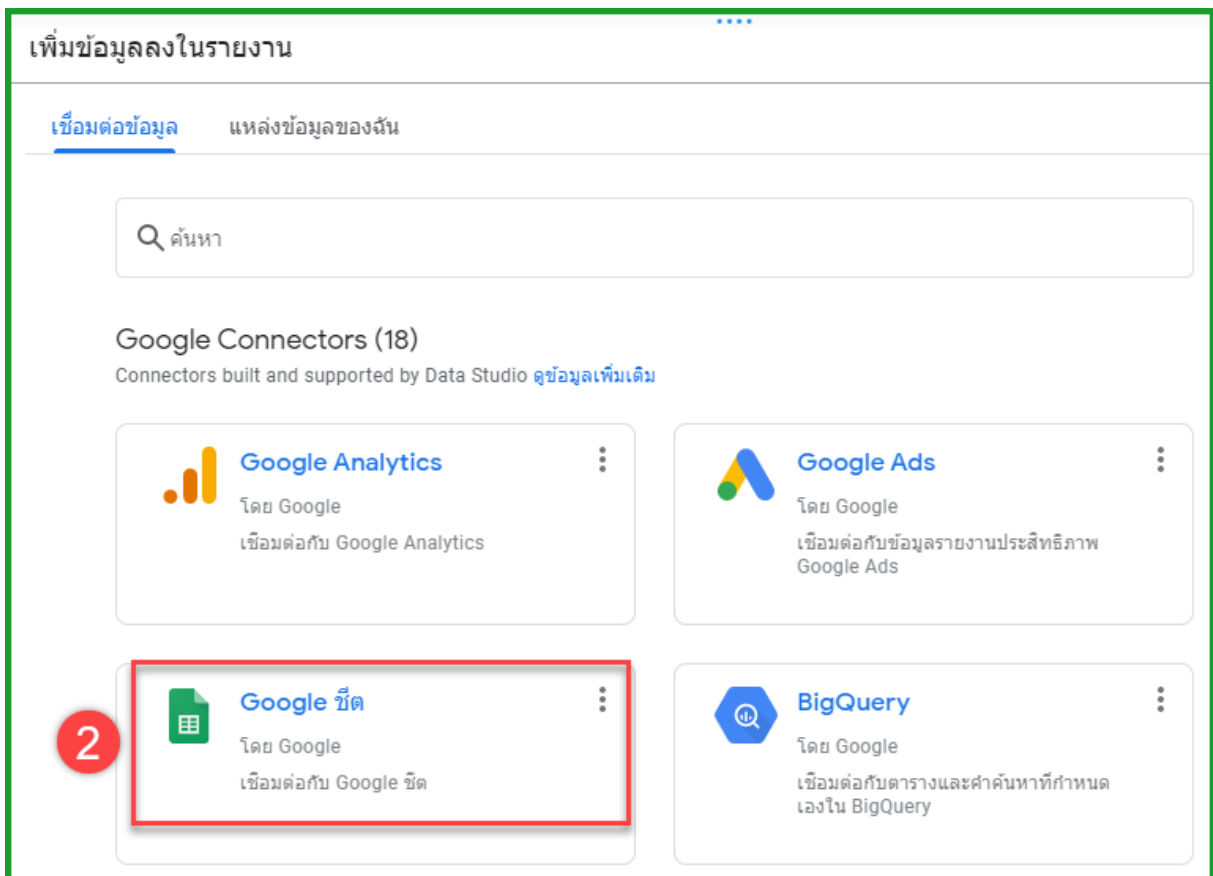 เพิ่มข้อมูลลงในรายงาน
เชื่อมต่อข้อมูล แหล่งข้อมูลของฉัน
ค้นหา
Google Connectors (18)
Connectors built and supported by Data Studio ดูข้อมูลเพิ่มเติม
Google Analytics
โดย Google
เชื่อมต่อกับ Google Analytics
Google Ads
โดย Google
เชื่อมต่อกับข้อมูลรายงานประสิทธิภาพ
Google Ads
2
Google ชีต
โดย Google
เชื่อมต่อกับ Google ชีต
BigQuery
โดย Google
เชื่อมต่อกับตารางและคำค้นหาที่กำหนด
เองใน BigQuery